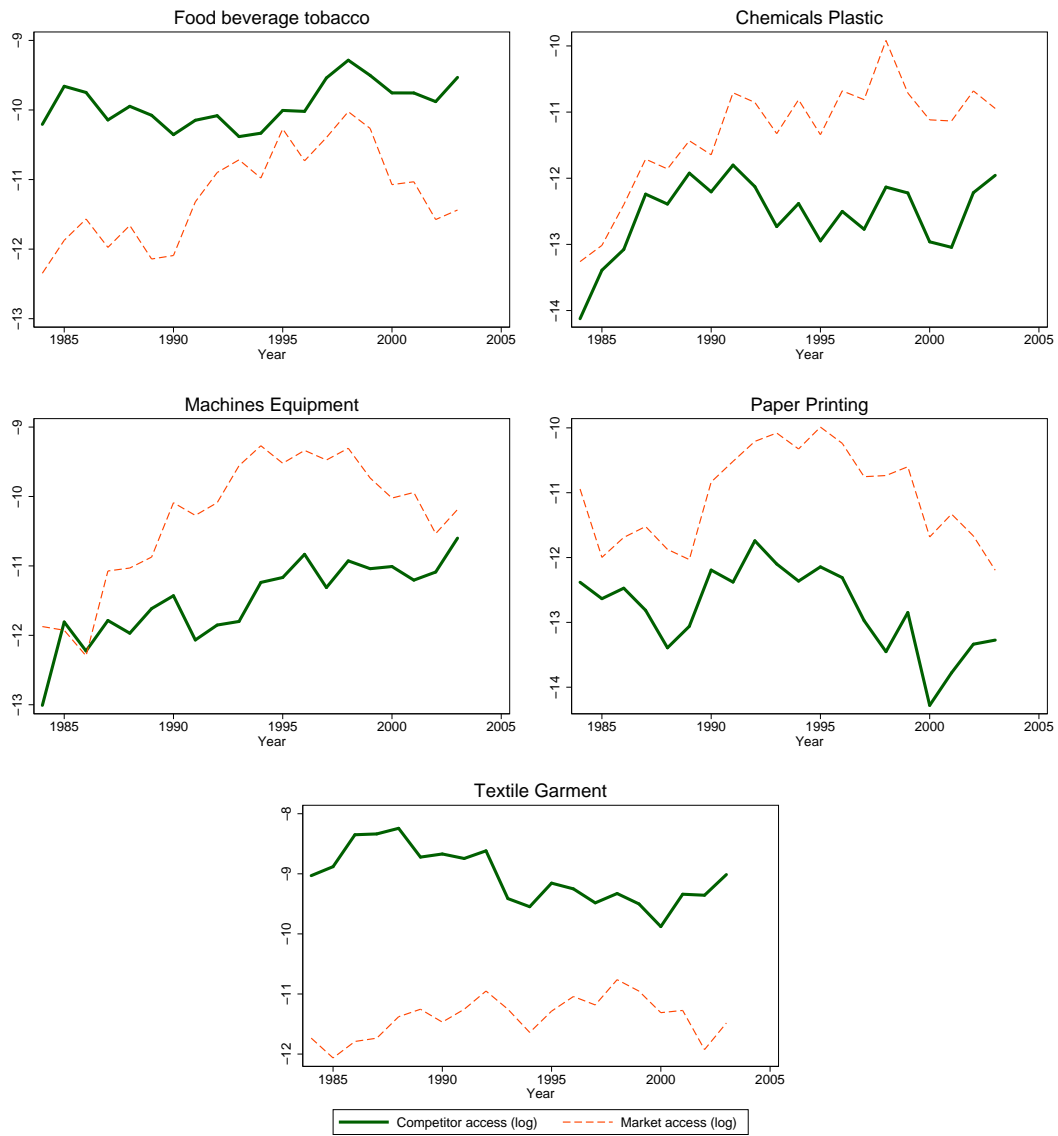 Food beverage tobacco
-9
-10
-11
-12
-13
1985 1990 1995 2000 2005
Year
Chemicals Plastic
-10
-11
-12
-13
-14
1985 1990 1995 2000 2005
Year
Machines Equipment
-9
-10
-11
-12
-13
1985 1990 1995 2000 2005
Year
Paper Printing
-10
-11
-12
-13
-14
1985 1990 1995 2000 2005
Year
Textile Garment
-8
-9
-10
-11
-12
1985 1990 1995 2000 2005
Year
Competitor access (log) Market access (log)